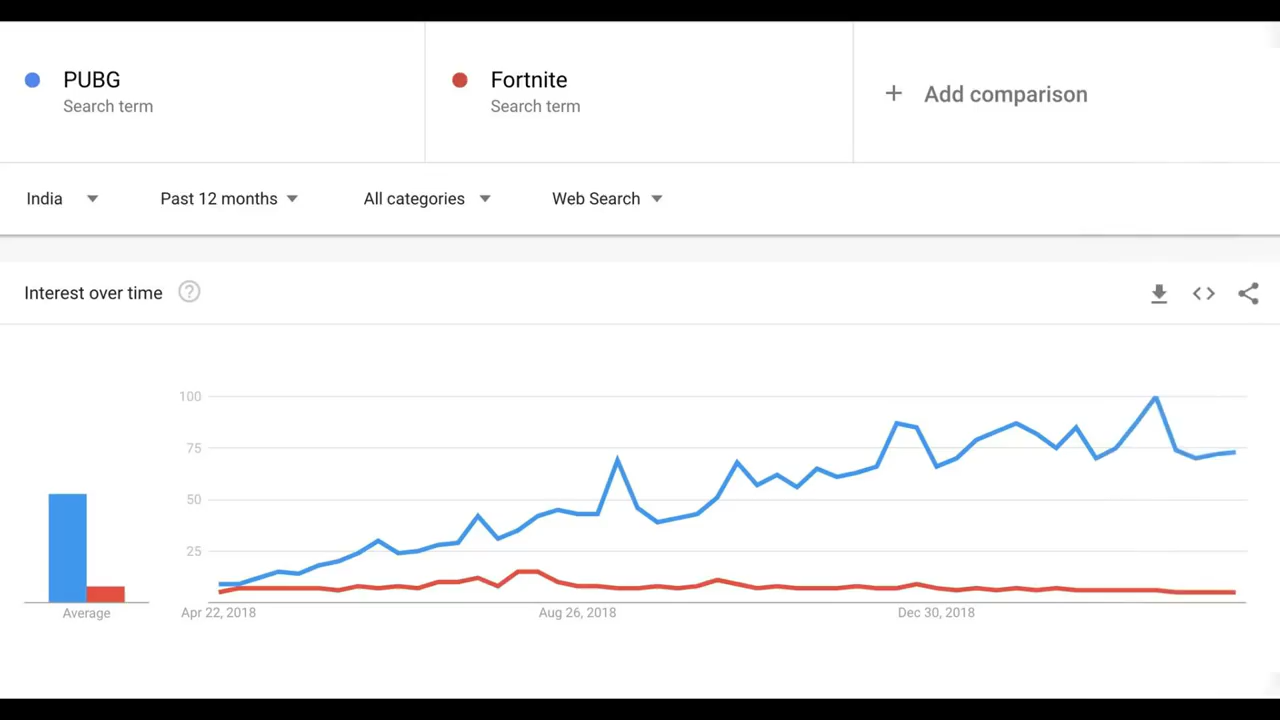 PUBG
Search term
Fortnite
Search term
+ Add comparison
India
Past 12 months
All categories
Web Search
Interest over time ?
100
75
50
25
Average
Apr 22, 2018
Aug 26, 2018
Dec 30, 2018